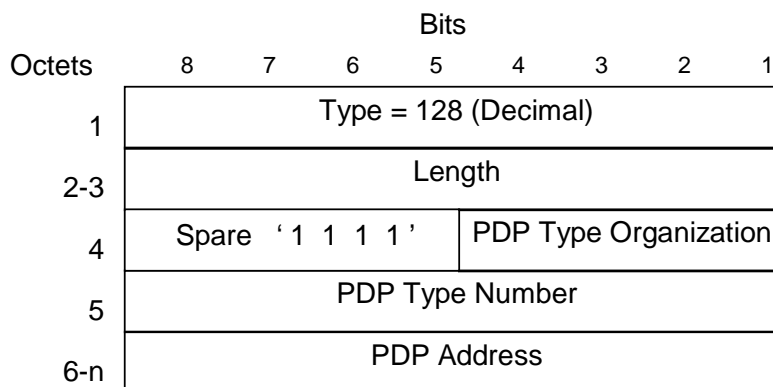 Bits
Octets 8 7 6 5 4 3 2 1
1 Type = 128 (Decimal)
2-3 Length
4 Spare ‘ 1 1 1 1 ’ PDP Type Organization
5 PDP Type Number
6-n PDP Address